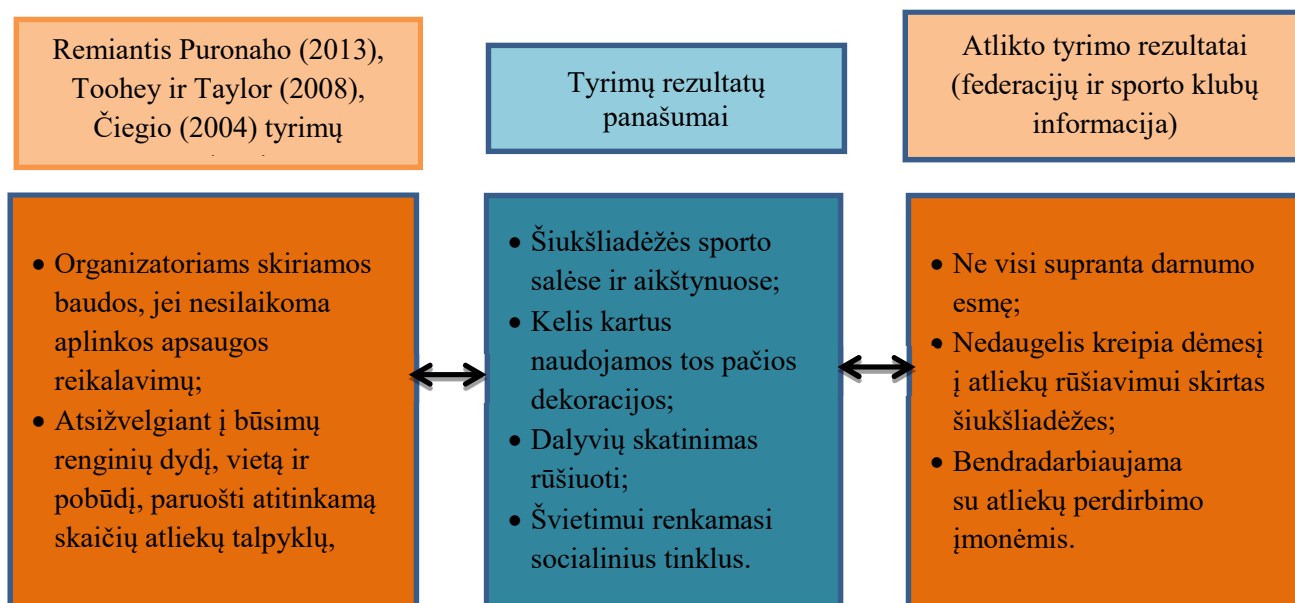 Remiantis Puronaho (2013),
Toohey ir Taylor (2008),
Čiegio (2004) tyrimų
Tyrimų rezultatų
panašumai
Atlikto tyrimo rezultatai
(federacijų ir sporto klubų
informacija)
• Organizatoriams skiriamos
baudos, jei nesilaikoma
aplinkos apsaugos
reikalavimų;
• Atsižvelgiant į būsimų
renginių dydį, vietą ir
pobūdį, paruošti atitinkamą
skaičių atliekų talpyklų,
• Šiukšliadėžės sporto
salėse ir aikštynuose;
• Kelis kartus
naudojamos tos pačios
dekoracijos;
• Dalyvių skatinimas
rūšiuoti;
• Švietimui renkamasi
socialinius tinklus.
• Ne visi supranta darnumo
esmę;
• Nedaugelis kreipia dėmesį
į atliekų rūšiavimui skirtas
šiukšliadėžes;
• Bendradarbiaujama
su atliekų perdirbimo
įmonėmis.